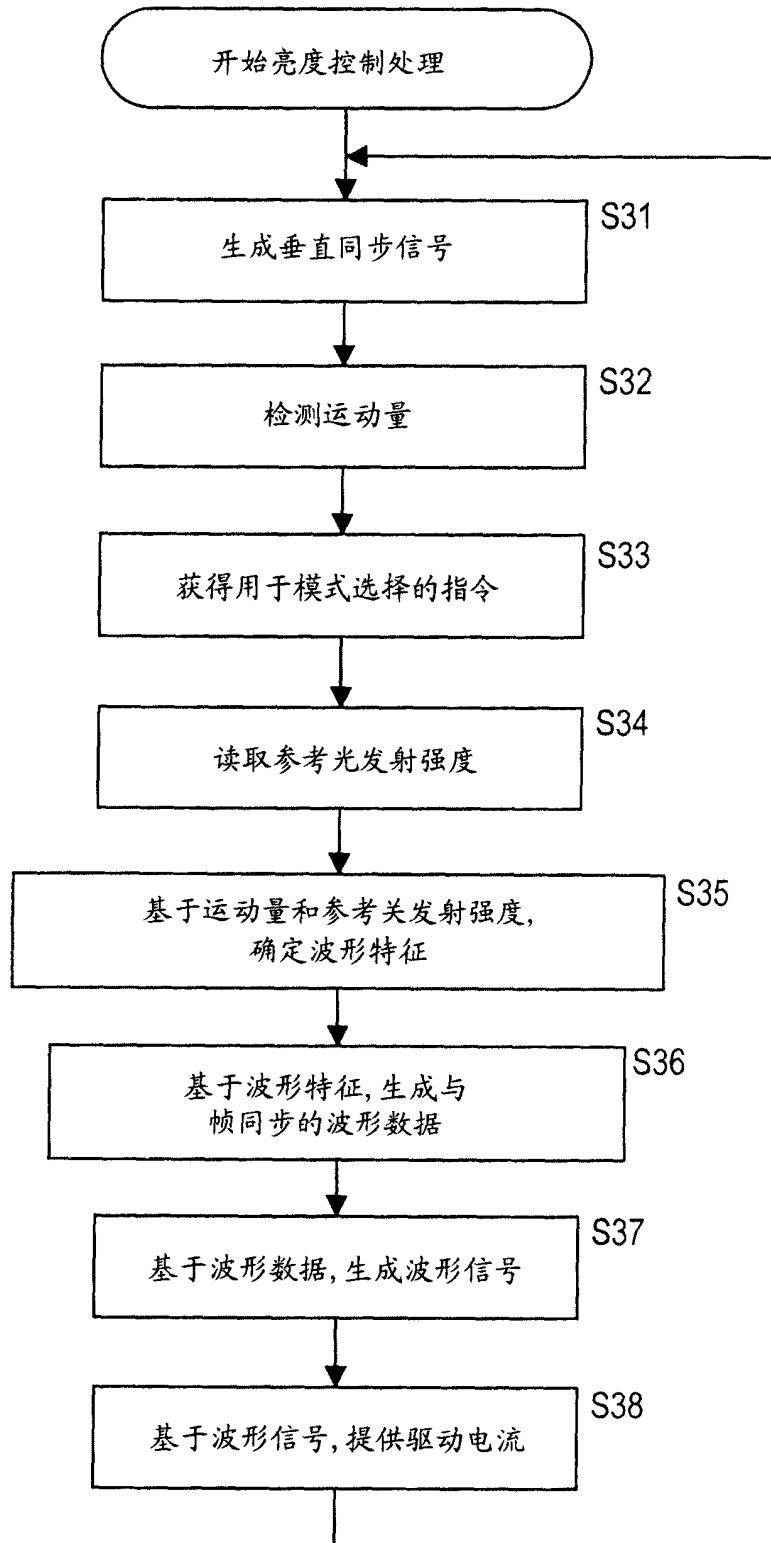 开始亮度控制处理
S31
生成垂直同步信号
S32
检测运动量
S33
获得用于模式选择的指令
S34
读取参考光发射强度
S35
基于运动量和参考关发射强度,
确定波形特征
S36
基于波形特征,生成与
帧同步的波形数据
S37
基于波形数据,生成波形信号
S38
基于波形信号,提供驱动电流